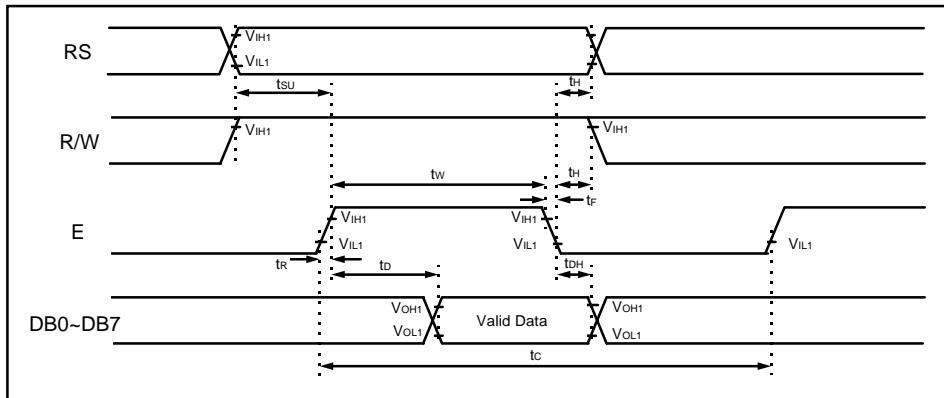 RS
VIH1
VIL1
tSU
tH
R/W
VIH1
VIH1
tW
tH
tF
E
VIH1
VIH1
VIL1
VIL1
VIL1
tR
tD
tDH
DB0~DB7
VOH1
VOL1
Valid Data
VOH1
VOL1
tC